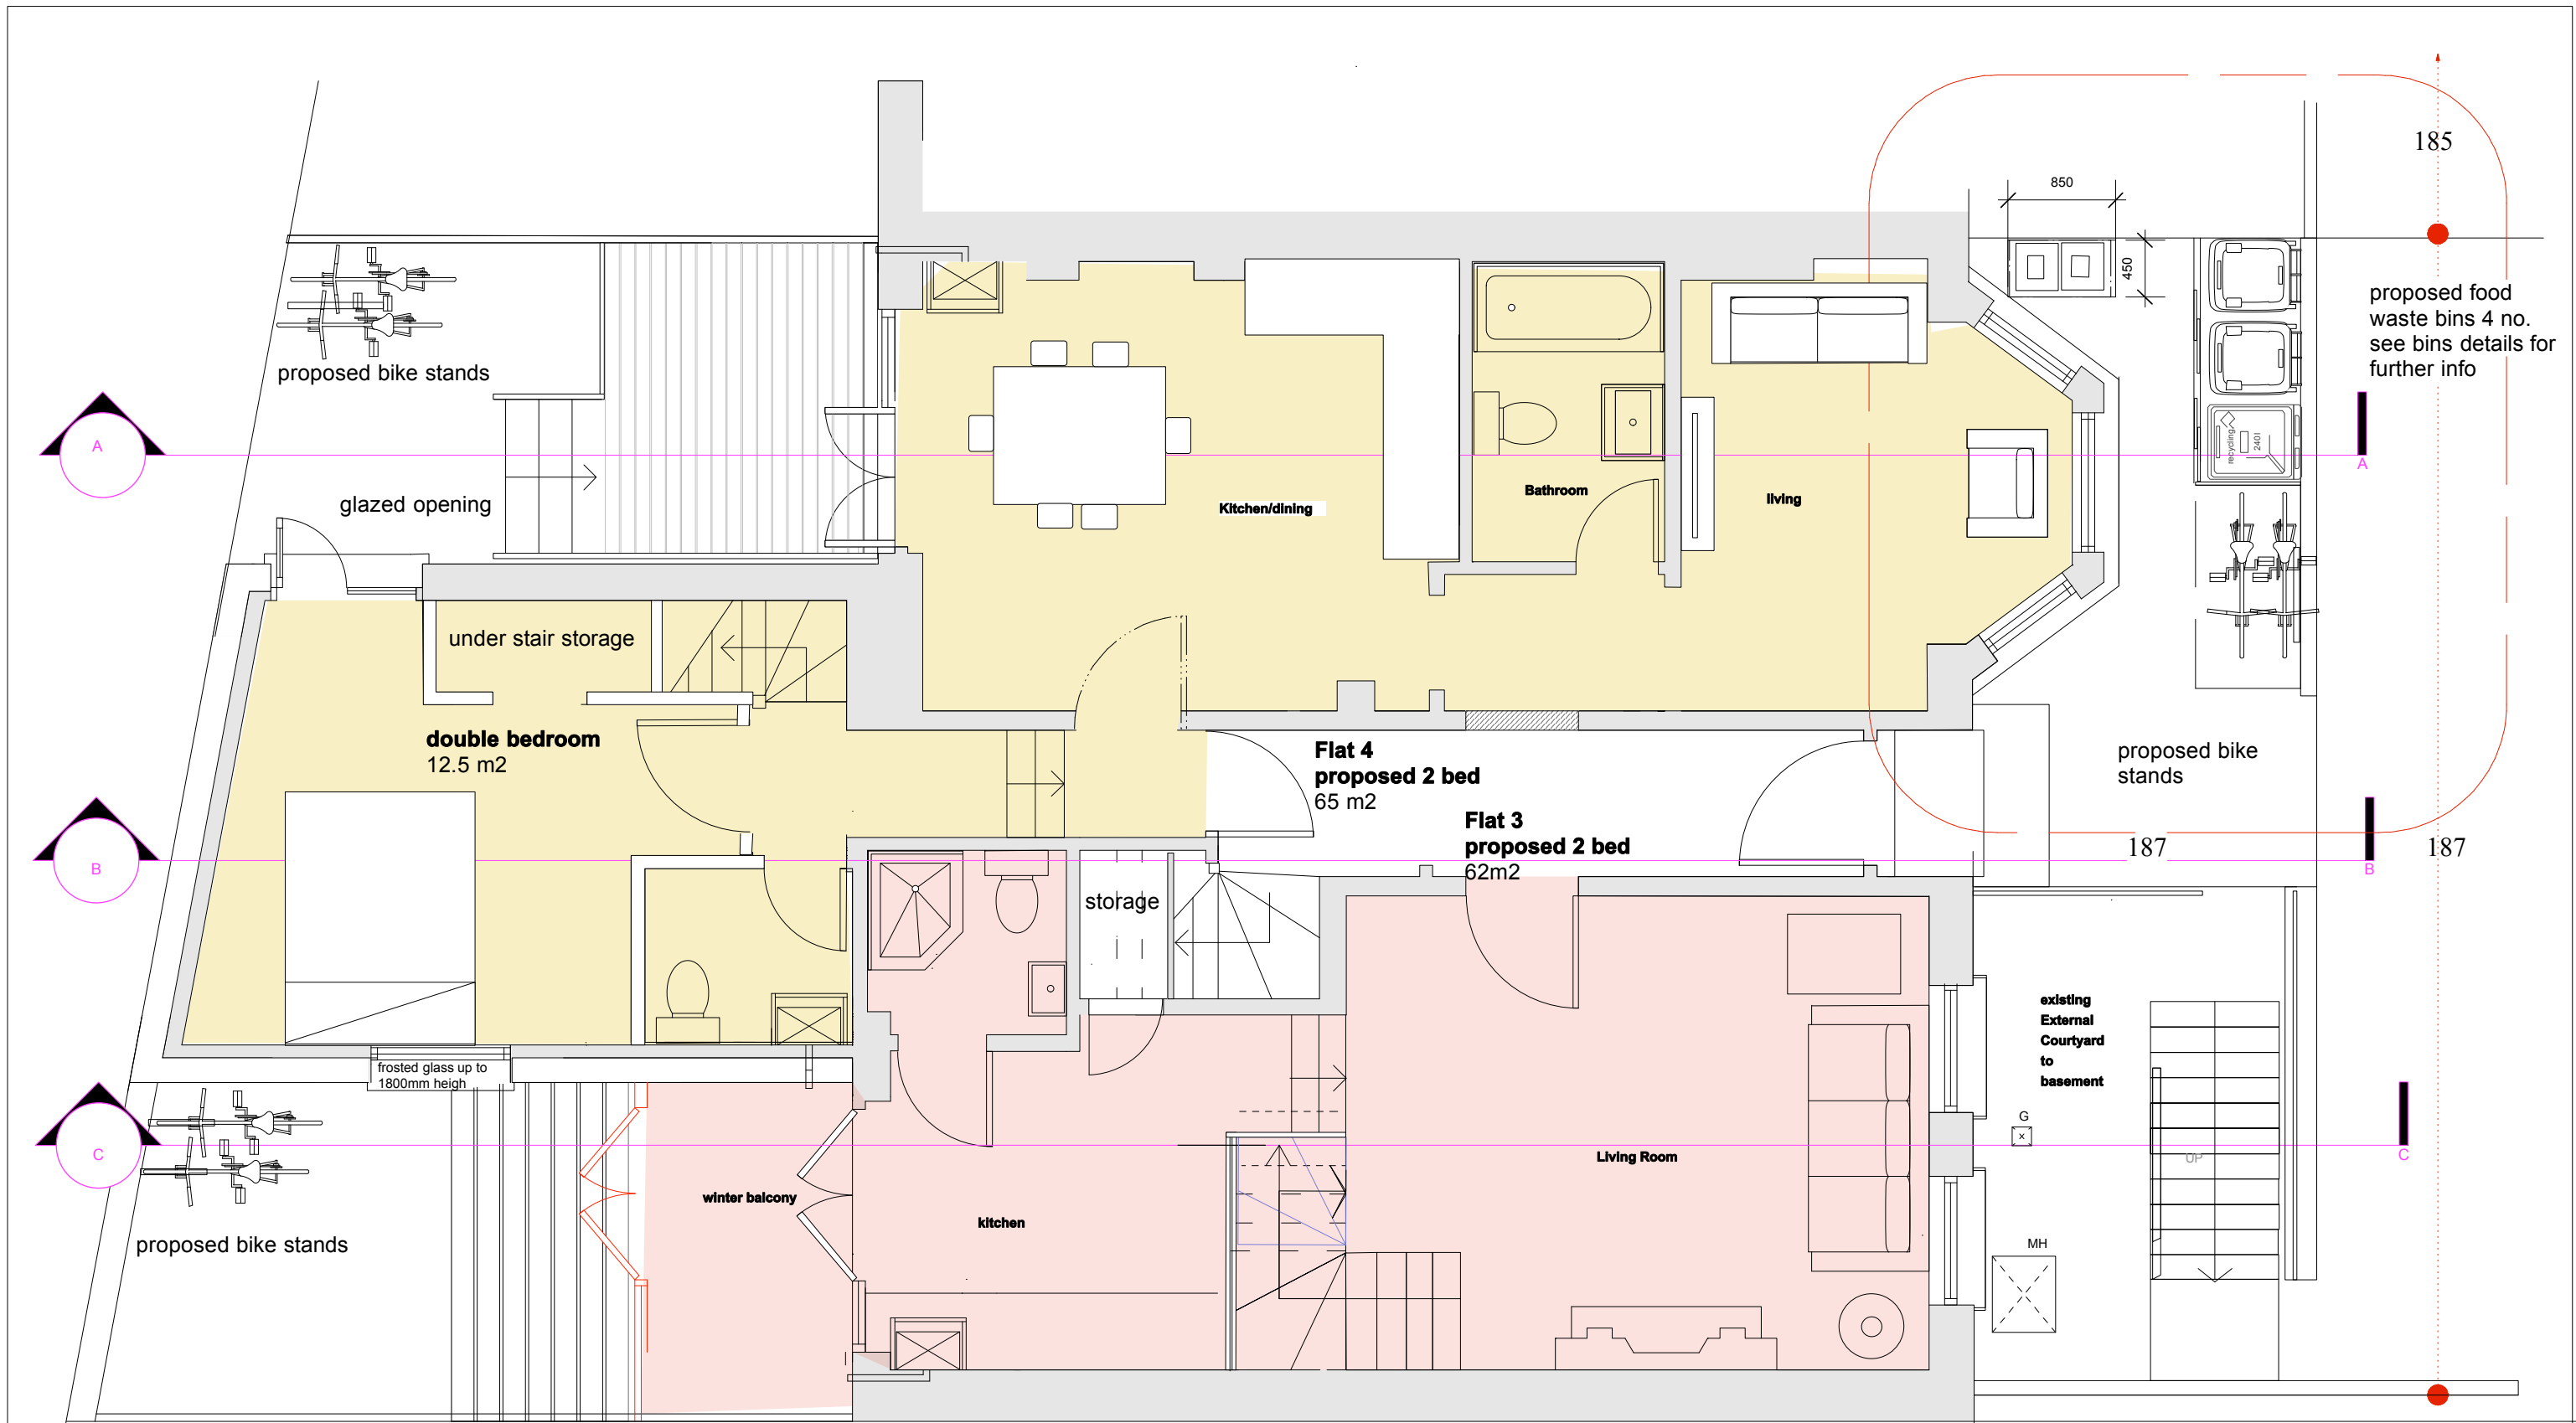 185
850
450
proposed food
waste bins 4 no.
see bins details for
further info
proposed bike stands
A
A
recycling
240l
glazed opening
Kitchen/dining
Bathroom
living
under stair storage
double bedroom
12.5 m2
Flat 4
proposed 2 bed
65 m2
proposed bike
stands
Flat 3
proposed 2 bed
62m2
187
187
B
B
storage
existing
External
Courtyard
to
basement
frosted glass up to
1800mm heigh
G
x
C
C
UP
Living Room
winter balcony
kitchen
proposed bike stands
MH